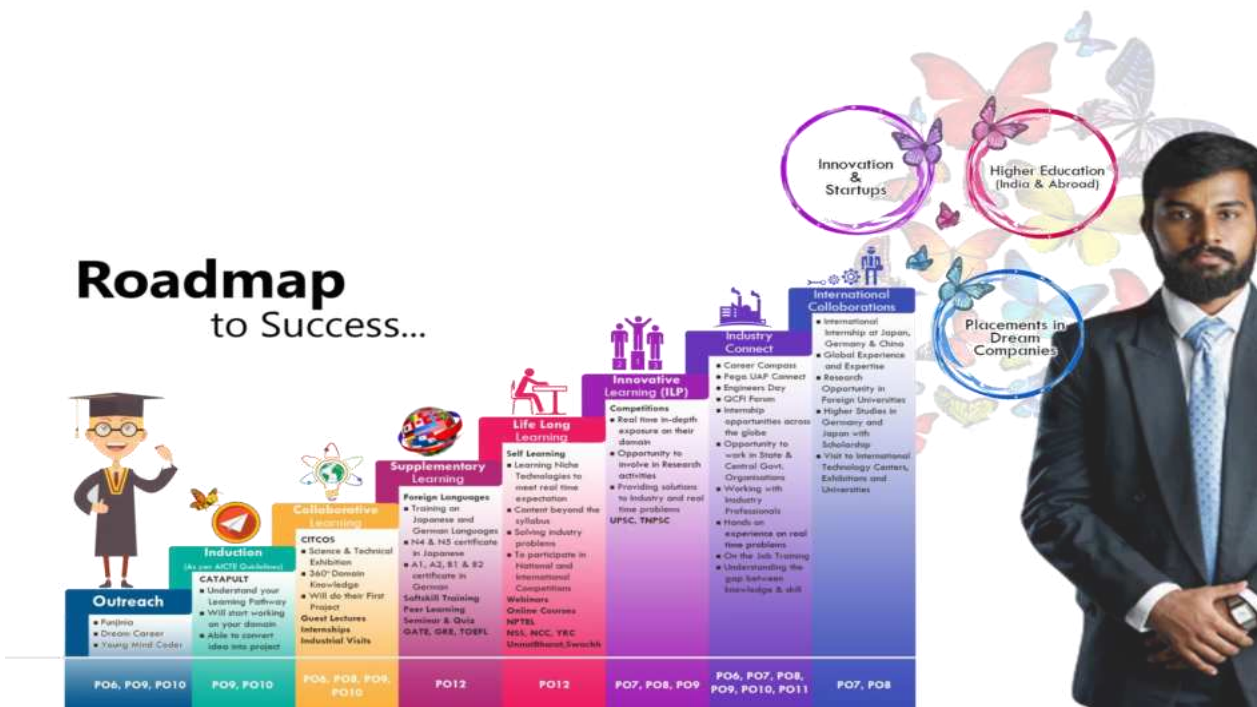 Roadmap
to Success...
Outreach
▪ Funjinia
▪ Dream Career
▪ Young Mind Coder
PO6, PO9, PO10
Induction
(As per AICTE Guidelines)
CATAPULT
▪ Understand your
Learning Pathway
▪ Will start working
on your domain
▪ Able to convert
idea into project
PO9, PO10
Collaborative
Learning
CITCOS
▪ Science & Technical
Exhibition
▪ 360° Domain
Knowledge
▪ Will do their First
Project
Guest Lectures
Internships
Industrial Visits
PO6, PO8, PO9,
PO10
Supplementary
Learning
Foreign Languages
▪ Training on
Japanese and
German Languages
▪ N4 & N5 certificate
in Japanese
▪ A1, A2, B1 & B2
certificate in
German
Softskill Training
Peer Learning
Seminar & Quiz
GATE, GRE, TOEFL
PO12
Life Long
Learning
Self Learning
▪ Learning Niche
Technologies to
meet real time
expectation
▪ Content beyond the
syllabus
▪ Solving industry
problems
▪ To participate in
National and
International
Competitions
Webinars
Online Courses
NPTEL
NSS, NCC, YRC
UnnatBharat,Swachh
PO12
Innovative
Learning (ILP)
Competitions
▪ Real time in-depth
exposure on their
domain
▪ Opportunity to
involve in Research
activities
▪ Providing solutions
to Industry and real
time problems
UPSC, TNPSC
PO7, PO8, PO9
Industry
Connect
▪ Career Compass
▪ Pega UAP Connect
▪ Engineers Day
▪ QCFI Forum
▪ Internship
opportunities across
the globe
▪ Opportunity to
work in State &
Central Govt.
Organisations
▪ Working with
Industry
Professionals
▪ Hands on
experience on real
time problems
▪ On the Job Training
▪ Understanding the
gap between
knowledge & skill
PO6, PO7, PO8,
PO9, PO10, PO11
International
Colloborations
▪ International
Internship at Japan,
Germany & China
▪ Global Experience
and Expertise
▪ Research
Opportunity in
Foreign Universities
▪ Higher Studies in
Germany and
Japan with
Scholarship
▪ Visit to International
Technology Centers,
Exhibitions and
Universities
PO7, PO8
Innovation
&
Startups
Higher Education
(India & Abroad)
Placements in
Dream
Companies
2 1 3